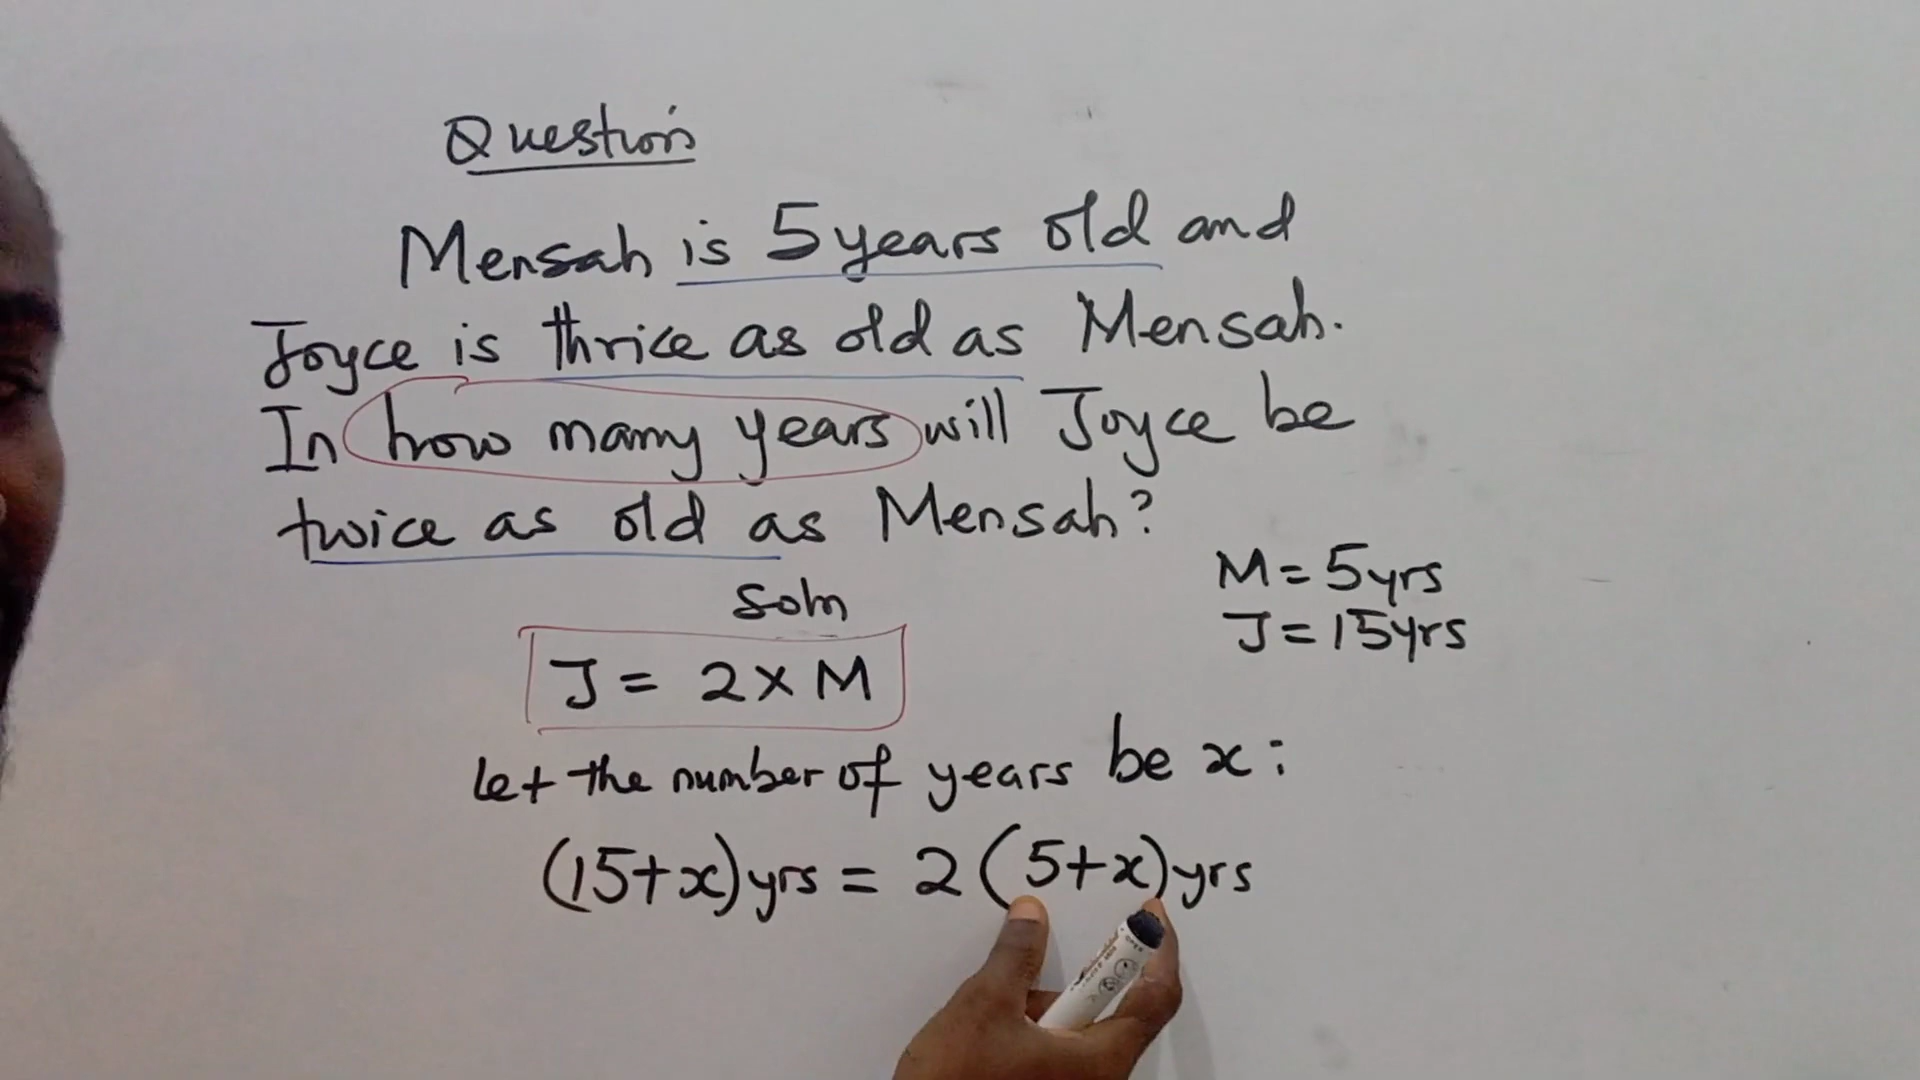 Question
Mensah is 5 years old and
Joyce is thrice as old as Mensah.
In how many years will Joyce be
twice as old as Mensah?
M = 5yrs
J = 15yrs
soln
J = 2 x M
Let the number of years be x:
(15+x)yrs = 2(5+x)yrs